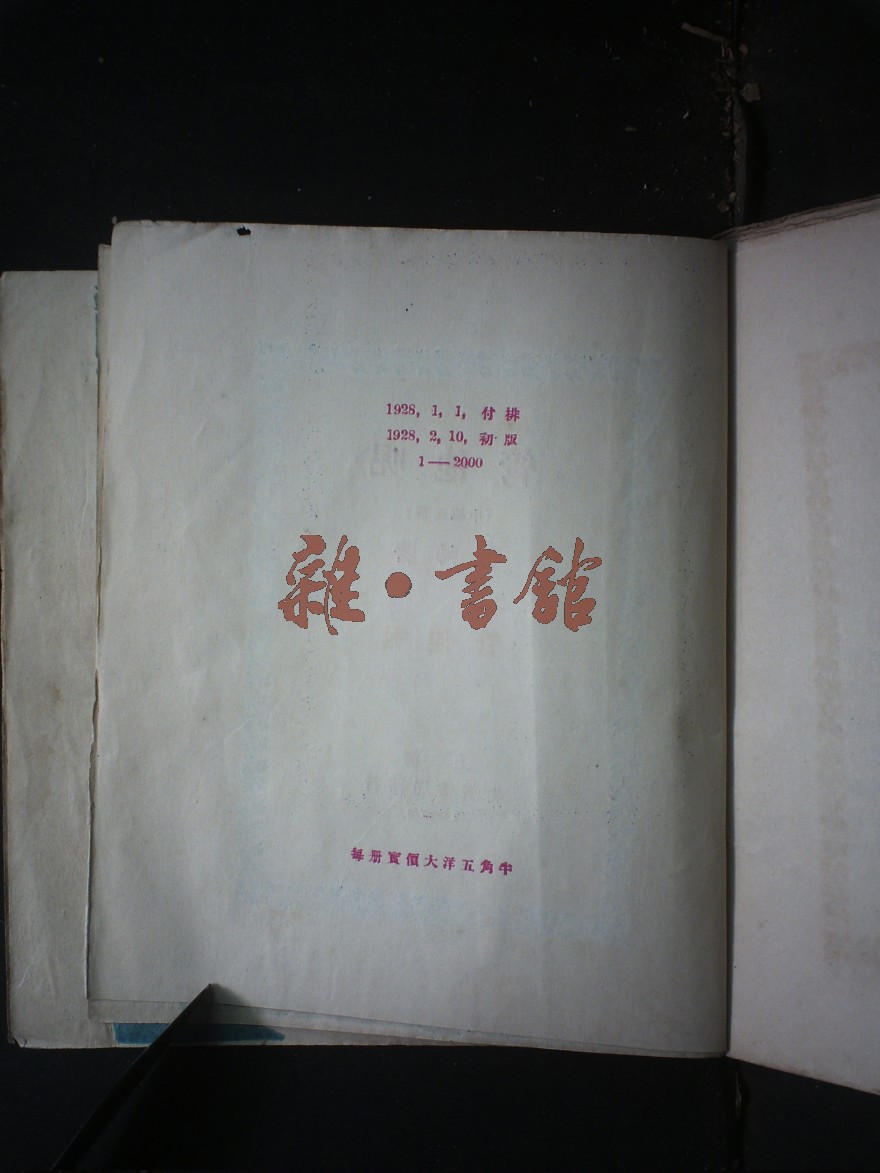 1928, 1, 1, 付排
1928, 2, 10, 初版
1—2000
雜•書館
每册實價大洋五角半